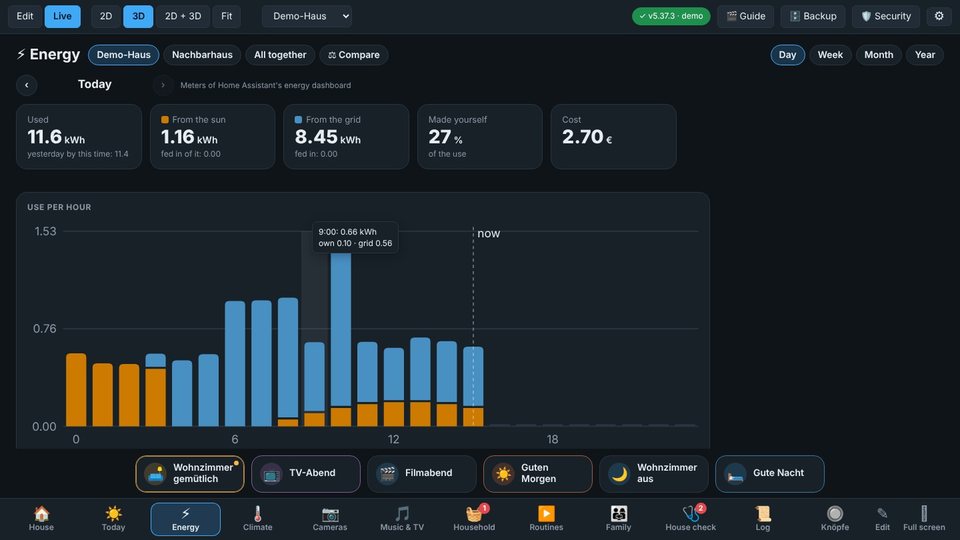 Edit Live 2D 3D 2D + 3D Fit Demo-Haus ✓ v5.37.3 · demo Guide Backup Security
Energy Demo-Haus Nachbarhaus All together Compare Day Week Month Year
‹ Today › Meters of Home Assistant's energy dashboard
Used
11.6 kWh
yesterday by this time: 11.4
From the sun
1.16 kWh
fed in of it: 0.00
From the grid
8.45 kWh
fed in: 0.00
Made yourself
27 %
of the use
Cost
2.70 €
USE PER HOUR
1.53
9:00: 0.66 kWh
own 0.10 · grid 0.56
now
0.76
0.00
0 6 12 18
Wohnzimmer
gemütlich
TV-Abend
Filmabend
Guten
Morgen
Wohnzimmer
aus
Gute Nacht
House
Today
Energy
Climate
Cameras
Music & TV
1
Household
Routines
Family
2
House check
Log
Knöpfe
Edit
Full screen